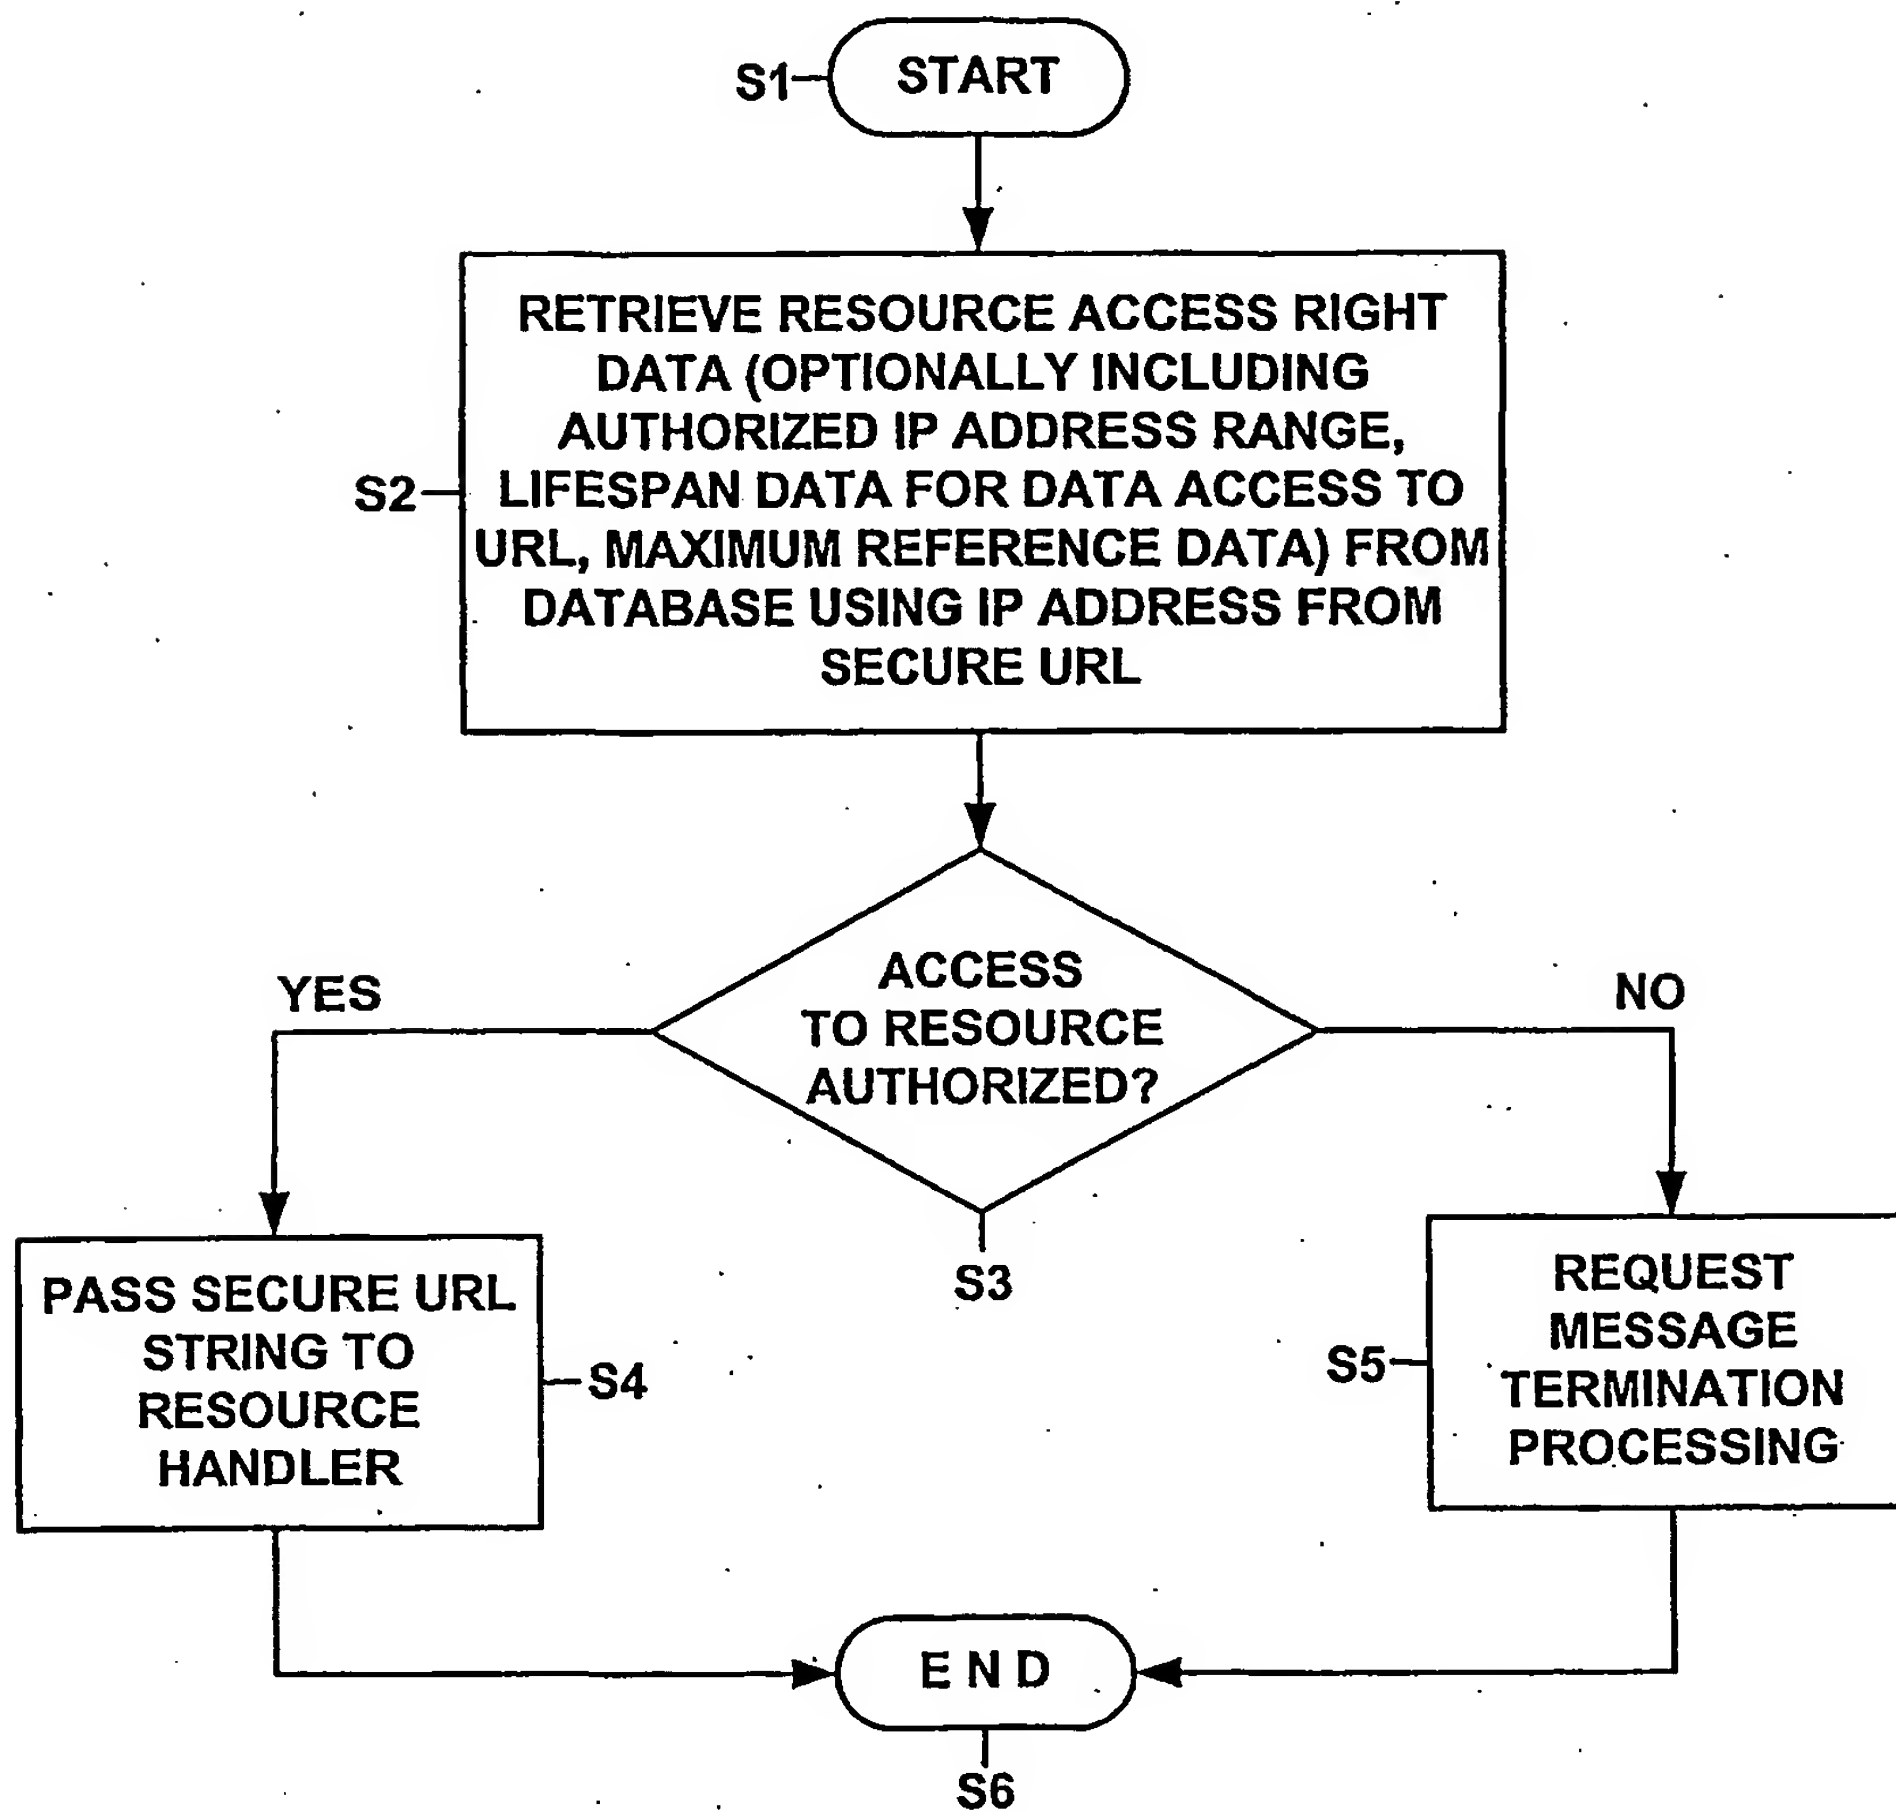 START
S1
RETRIEVE RESOURCE ACCESS RIGHT
DATA (OPTIONALLY INCLUDING
AUTHORIZED IP ADDRESS RANGE,
LIFESPAN DATA FOR DATA ACCESS TO
URL, MAXIMUM REFERENCE DATA) FROM
DATABASE USING IP ADDRESS FROM
SECURE URL
S2
ACCESS
TO RESOURCE
AUTHORIZED?
S3
YES
NO
PASS SECURE URL
STRING TO
RESOURCE
HANDLER
S4
REQUEST
MESSAGE
TERMINATION
PROCESSING
S5
END
S6